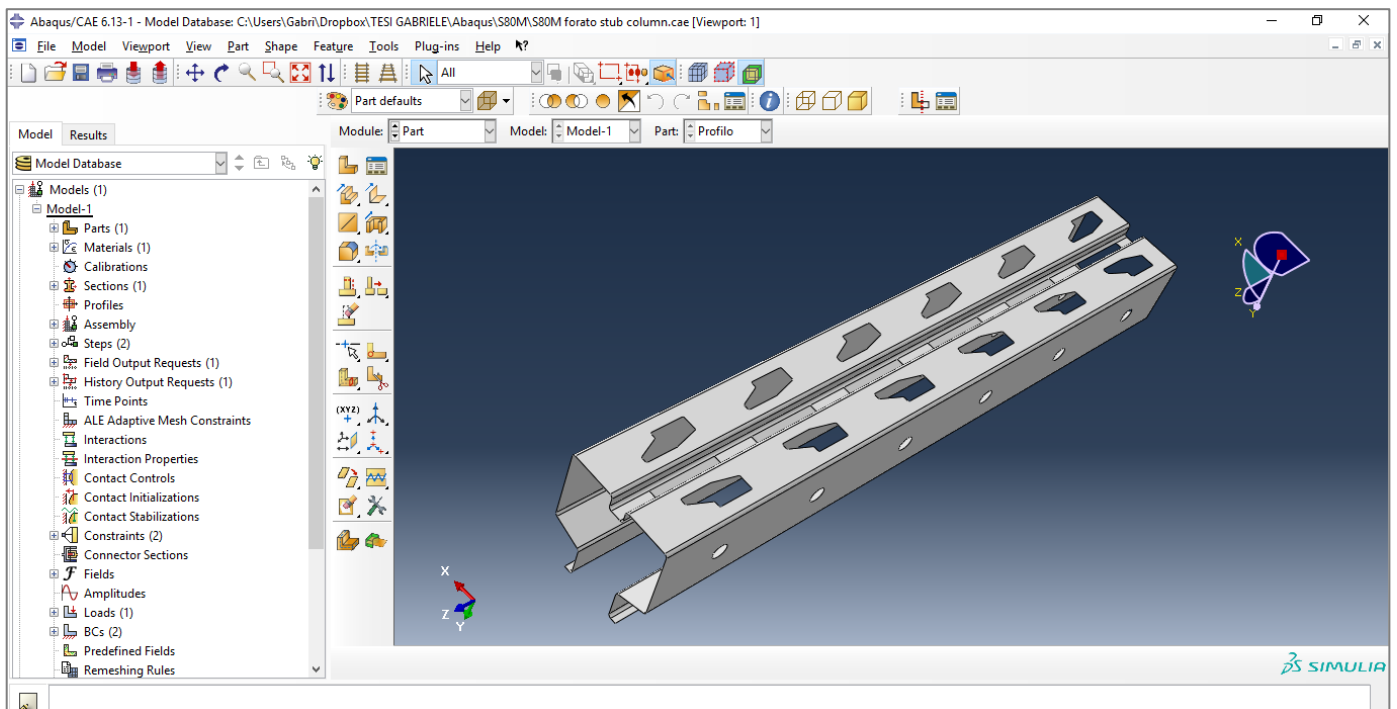 Abaqus/CAE 6.13-1 - Model Database: C:\Users\Gabri\Dropbox\TESI GABRIELE\Abaqus\S80M\S80M forato stub column.cae [Viewport: 1]
File Model Viewport View Part Shape Feature Tools Plug-ins Help
All
Part defaults
Model Results
Module: Part Model: Model-1 Part: Profilo
Model Database
Models (1)
Model-1
Parts (1)
Materials (1)
Calibrations
Sections (1)
Profiles
Assembly
Steps (2)
Field Output Requests (1)
History Output Requests (1)
Time Points
ALE Adaptive Mesh Constraints
Interactions
Interaction Properties
Contact Controls
Contact Initializations
Contact Stabilizations
Constraints (2)
Connector Sections
Fields
Amplitudes
Loads (1)
BCs (2)
Predefined Fields
Remeshing Rules
(XYZ)
X
Z
Y
X
Z
Y
SIMULIA